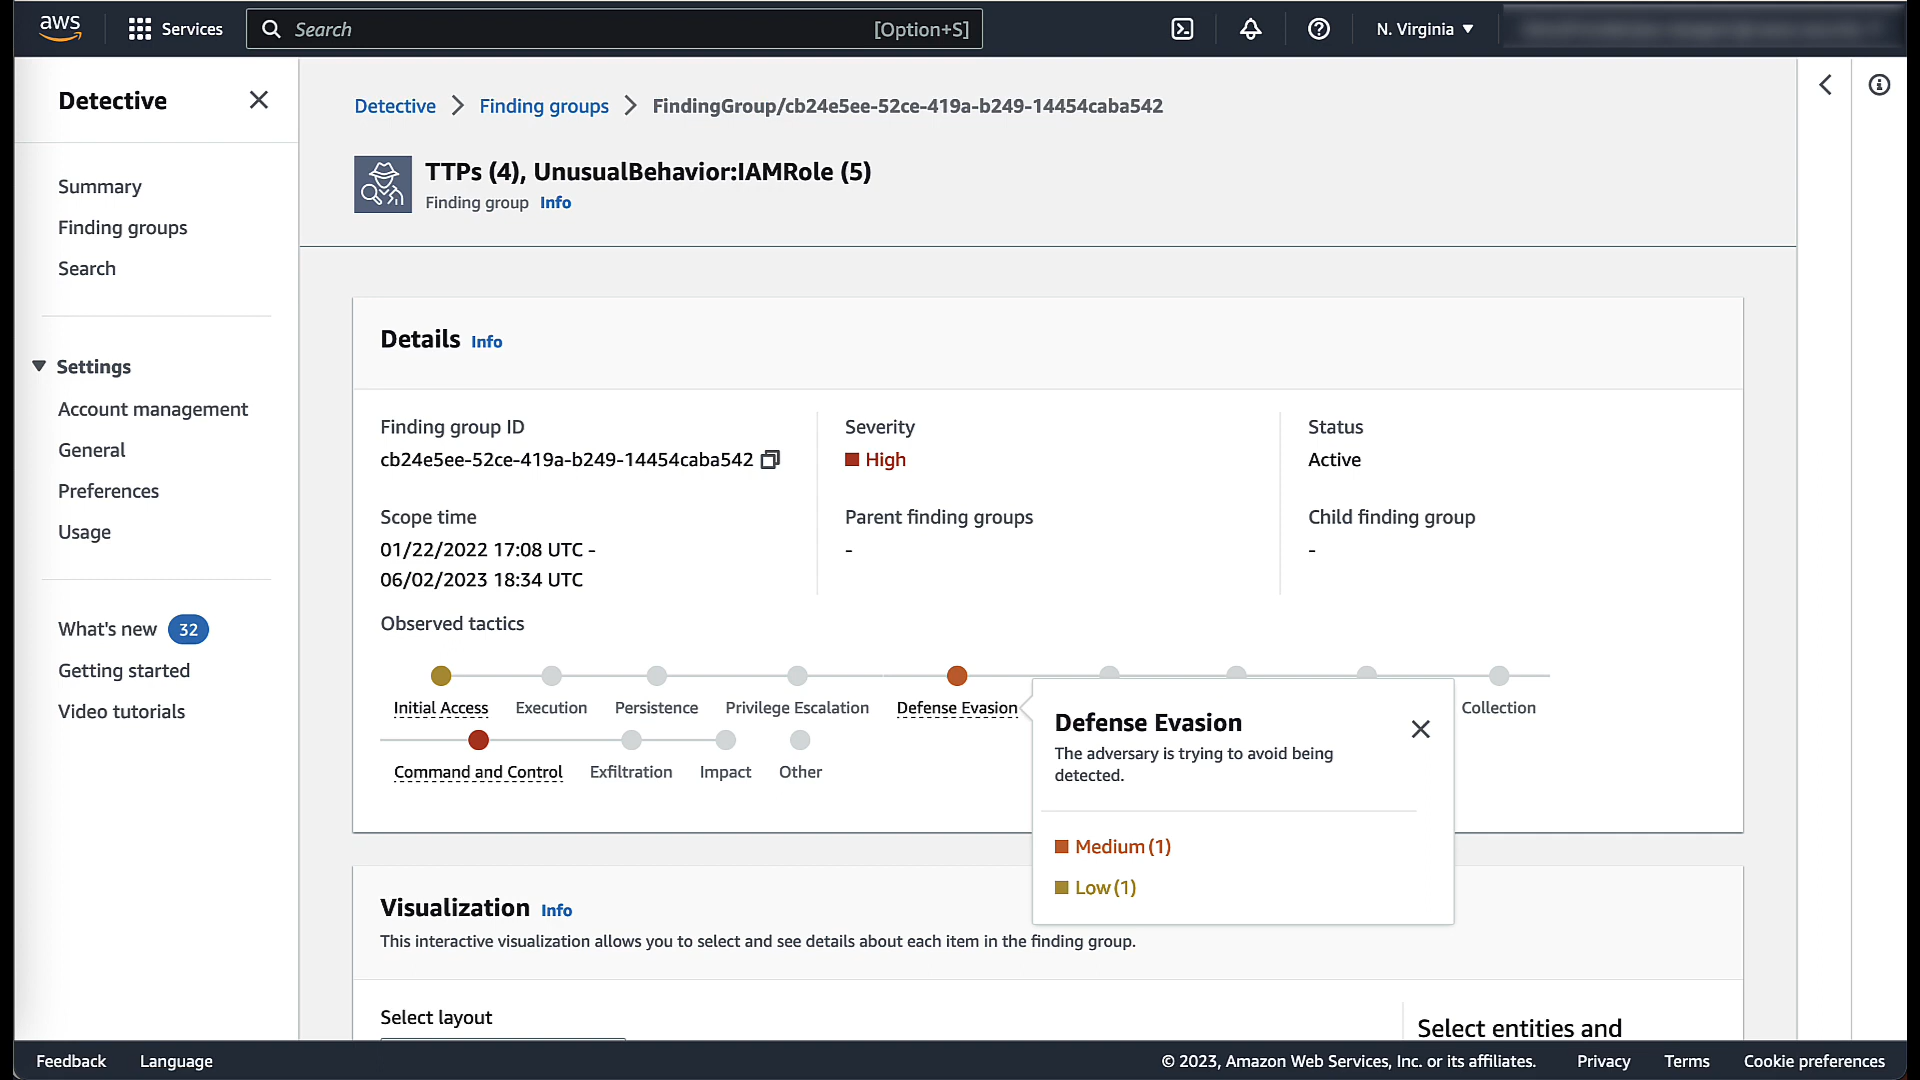 aws
Services
Search
[Option+S]
N. Virginia
Detective
Summary
Finding groups
Search
Settings
Account management
General
Preferences
Usage
What's new 32
Getting started
Video tutorials
Detective
Finding groups
FindingGroup/cb24e5ee-52ce-419a-b249-14454caba542
TTPs (4), UnusualBehavior:IAMRole (5)
Finding group Info
Details Info
Finding group ID
cb24e5ee-52ce-419a-b249-14454caba542
Severity
High
Status
Active
Scope time
01/22/2022 17:08 UTC -
06/02/2023 18:34 UTC
Parent finding groups
-
Child finding group
-
Observed tactics
Initial Access
Execution
Persistence
Privilege Escalation
Defense Evasion
Collection
Command and Control
Exfiltration
Impact
Other
Defense Evasion
The adversary is trying to avoid being
detected.
Medium (1)
Low (1)
Visualization Info
This interactive visualization allows you to select and see details about each item in the finding group.
Select layout
Select entities and
Feedback
Language
© 2023, Amazon Web Services, Inc. or its affiliates.
Privacy
Terms
Cookie preferences